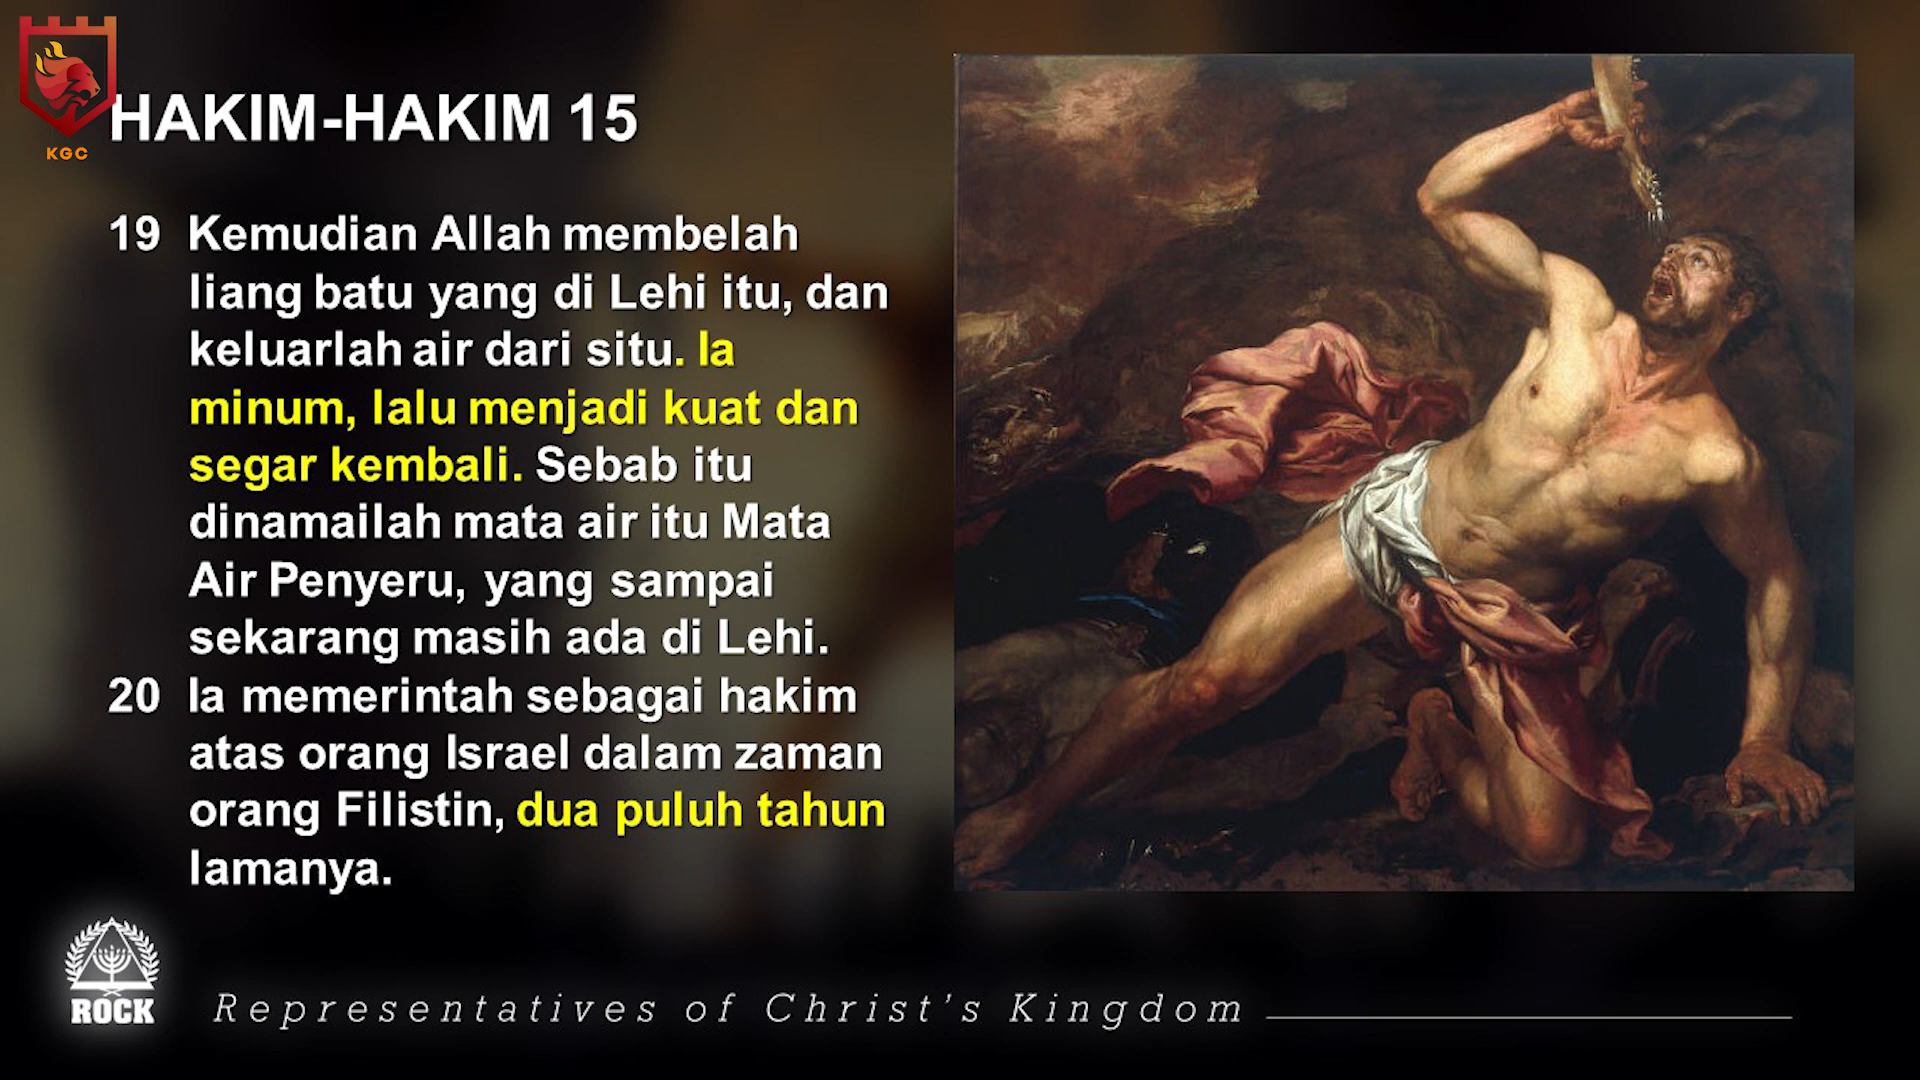 KGC
HAKIM-HAKIM 15
19 Kemudian Allah membelah
liang batu yang di Lehi itu, dan
keluarlah air dari situ. Ia
minum, lalu menjadi kuat dan
segar kembali. Sebab itu
dinamailah mata air itu Mata
Air Penyeru, yang sampai
sekarang masih ada di Lehi.
20 Ia memerintah sebagai hakim
atas orang Israel dalam zaman
orang Filistin, dua puluh tahun
lamanya.
ROCK
Representatives of Christ's Kingdom